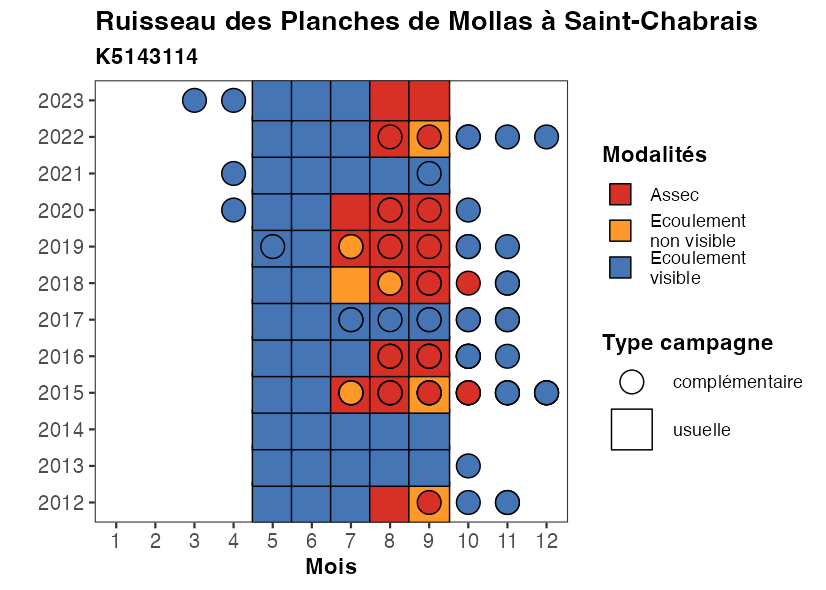 Ruisseau des Planches de Mollas à Saint-Chabrais
K5143114
2023
2022
2021
2020
2019
2018
2017
2016
2015
2014
2013
2012
1 2 3 4 5 6 7 8 9 10 11 12
Mois
Modalités
Assec
Ecoulement
non visible
Ecoulement
visible
Type campagne
complémentaire
usuelle